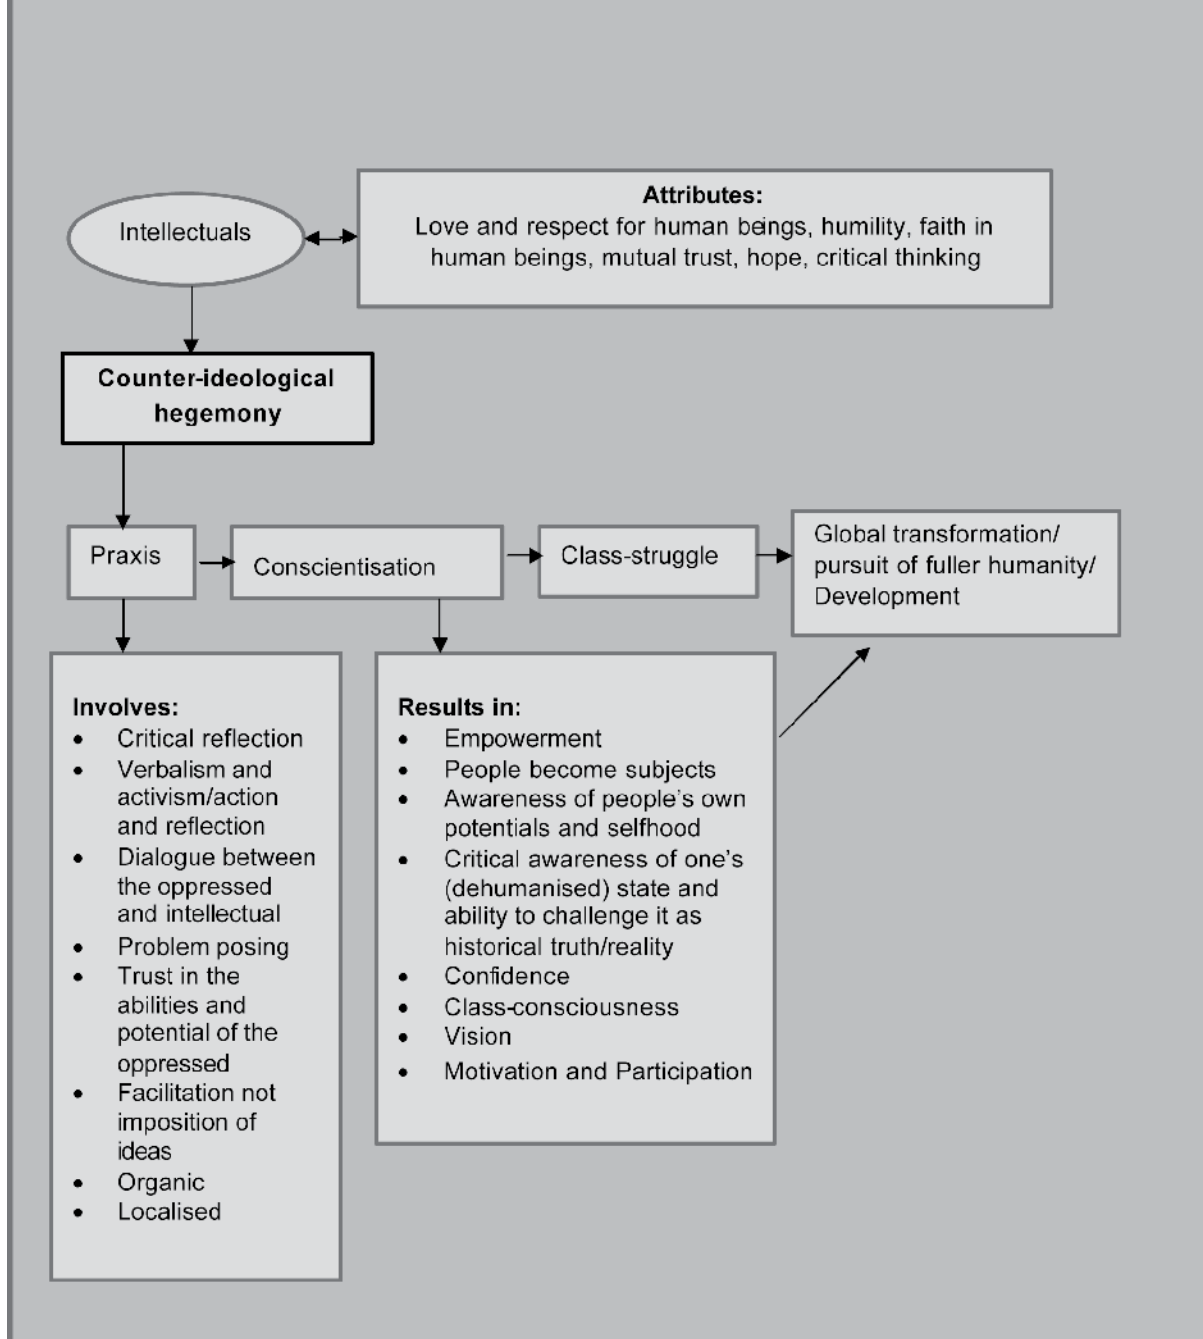 Intellectuals
Attributes:
Love and respect for human beings, humility, faith in
human beings, mutual trust, hope, critical thinking
Counter-ideological
hegemony
Praxis
Conscientisation
Class-struggle
Global transformation/
pursuit of fuller humanity/
Development
Involves:
• Critical reflection
• Verbalism and
activism/action
and reflection
• Dialogue between
the oppressed
and intellectual
• Problem posing
• Trust in the
abilities and
potential of the
oppressed
• Facilitation not
imposition of
ideas
• Organic
• Localised
Results in:
• Empowerment
• People become subjects
• Awareness of people's own
potentials and selfhood
• Critical awareness of one's
(dehumanised) state and
ability to challenge it as
historical truth/reality
• Confidence
• Class-consciousness
• Vision
• Motivation and Participation